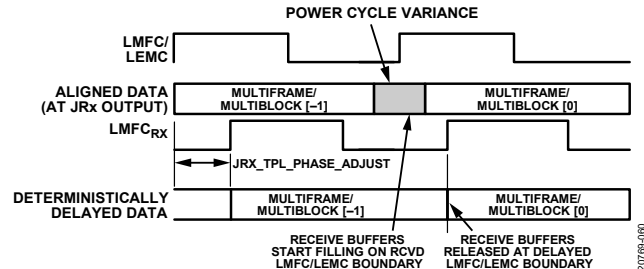 POWER CYCLE VARIANCE
LMFC/
LEMC
ALIGNED DATA
(AT JRx OUTPUT)
MULTIFRAME/
MULTIBLOCK [–1]
MULTIFRAME/
MULTIBLOCK [0]
LMFCRX
JRX_TPL_PHASE_ADJUST
DETERMINISTICALLY
DELAYED DATA
MULTIFRAME/
MULTIBLOCK [–1]
MULTIFRAME/
MULTIBLOCK [0]
RECEIVE BUFFERS
START FILLING ON RCVD
LMFC/LEMC BOUNDARY
RECEIVE BUFFERS
RELEASED AT DELAYED
LMFC/LEMC BOUNDARY
20769-060